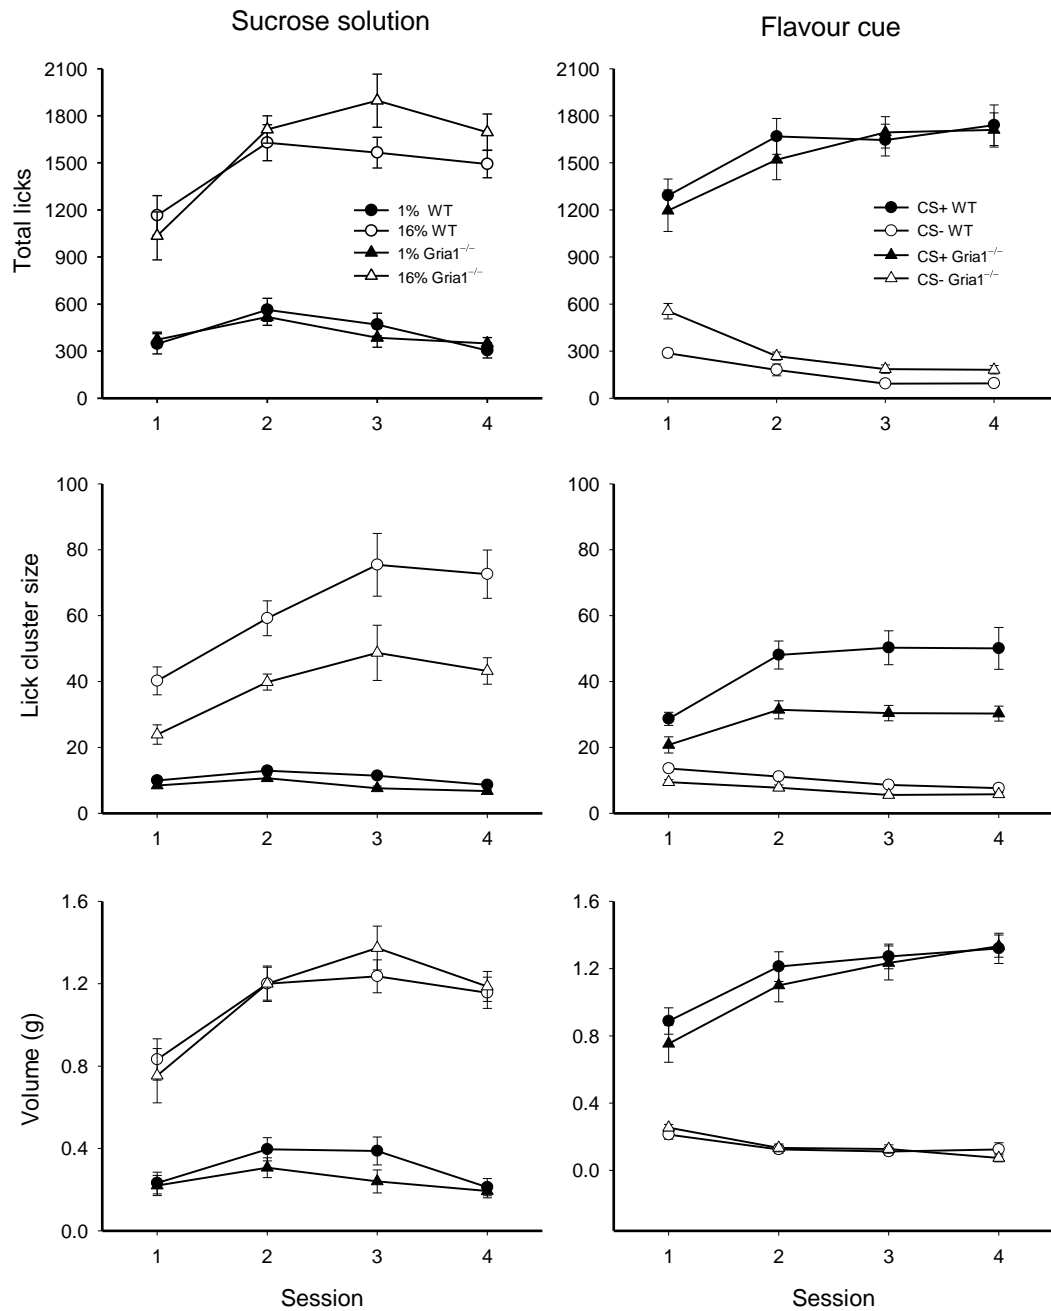 Sucrose solution
Flavour cue
Total licks
2100
1800
1500
1200
900
600
300
0
1 2 3 4
1% WT
16% WT
1% Gria1−/−
16% Gria1−/−
2100
1800
1500
1200
900
600
300
0
1 2 3 4
CS+ WT
CS- WT
CS+ Gria1−/−
CS- Gria1−/−
Lick cluster size
100
80
60
40
20
0
1 2 3 4
100
80
60
40
20
0
1 2 3 4
Volume (g)
1.6
1.2
0.8
0.4
0.0
1 2 3 4
Session
1.6
1.2
0.8
0.4
0.0
1 2 3 4
Session